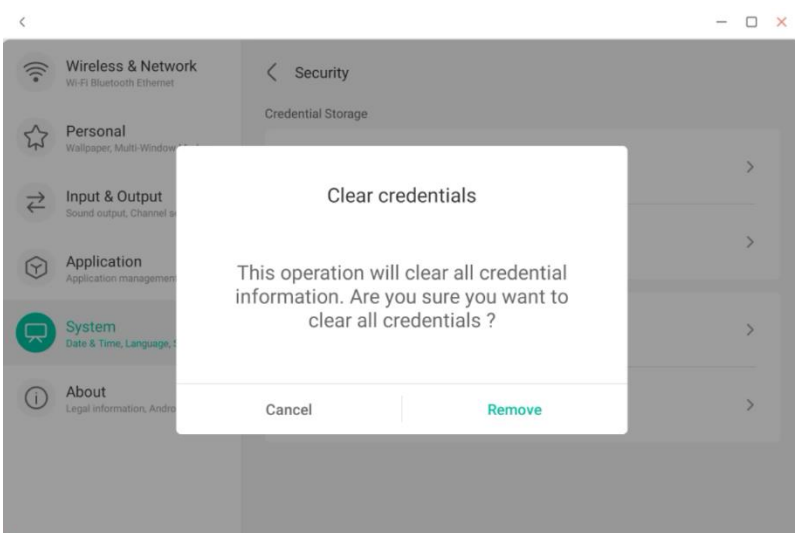 Wireless & Network
Wi-Fi Bluetooth Ethernet
Personal
Wallpaper, Multi-Window
Input & Output
Sound output, Channel
Application
Application management
System
Date & Time, Language,
About
Legal information,
Security
Credential Storage
Clear credentials
This operation will clear all credential
information. Are you sure you want to
clear all credentials ?
Cancel
Remove